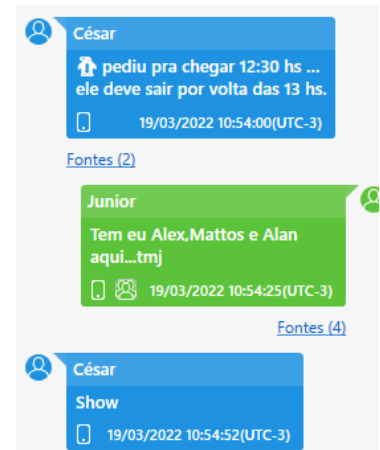 César
pediu pra chegar 12:30 hs ...
ele deve sair por volta das 13 hs.
19/03/2022 10:54:00(UTC-3)
Fontes (2)
Junior
Tem eu Alex,Mattos e Alan
aqui...tmj
19/03/2022 10:54:25(UTC-3)
Fontes (4)
César
Show
19/03/2022 10:54:52(UTC-3)